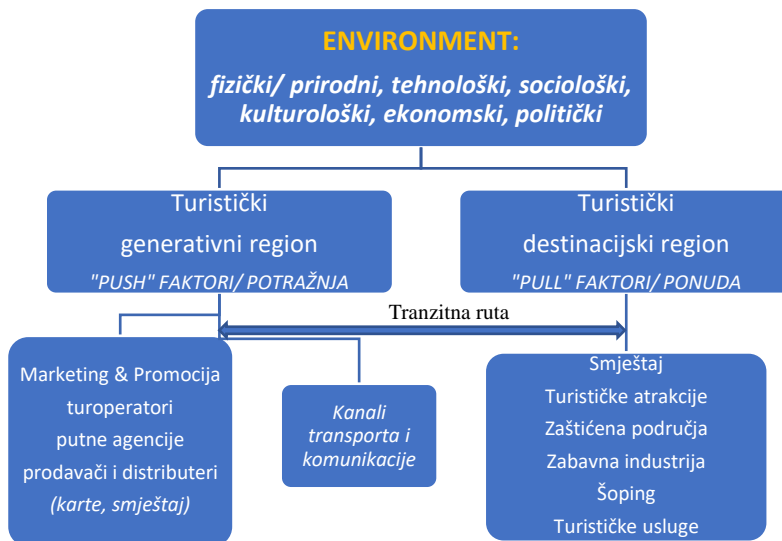 ENVIRONMENT:
fizički/ prirodni, tehnološki, sociološki,
kulturološki, ekonomski, politički
Turistički
generativni region
"PUSH" FAKTORI/ POTRAŽNJA
Turistički
destinacijski region
"PULL" FAKTORI/ PONUDA
Tranzitna ruta
Marketing & Promocija
turoperatori
putne agencije
prodavači i distributeri
(karte, smještaj)
Kanali
transporta i
komunikacije
Smještaj
Turističke atrakcije
Zaštićena područja
Zabavna industrija
Šoping
Turističke usluge